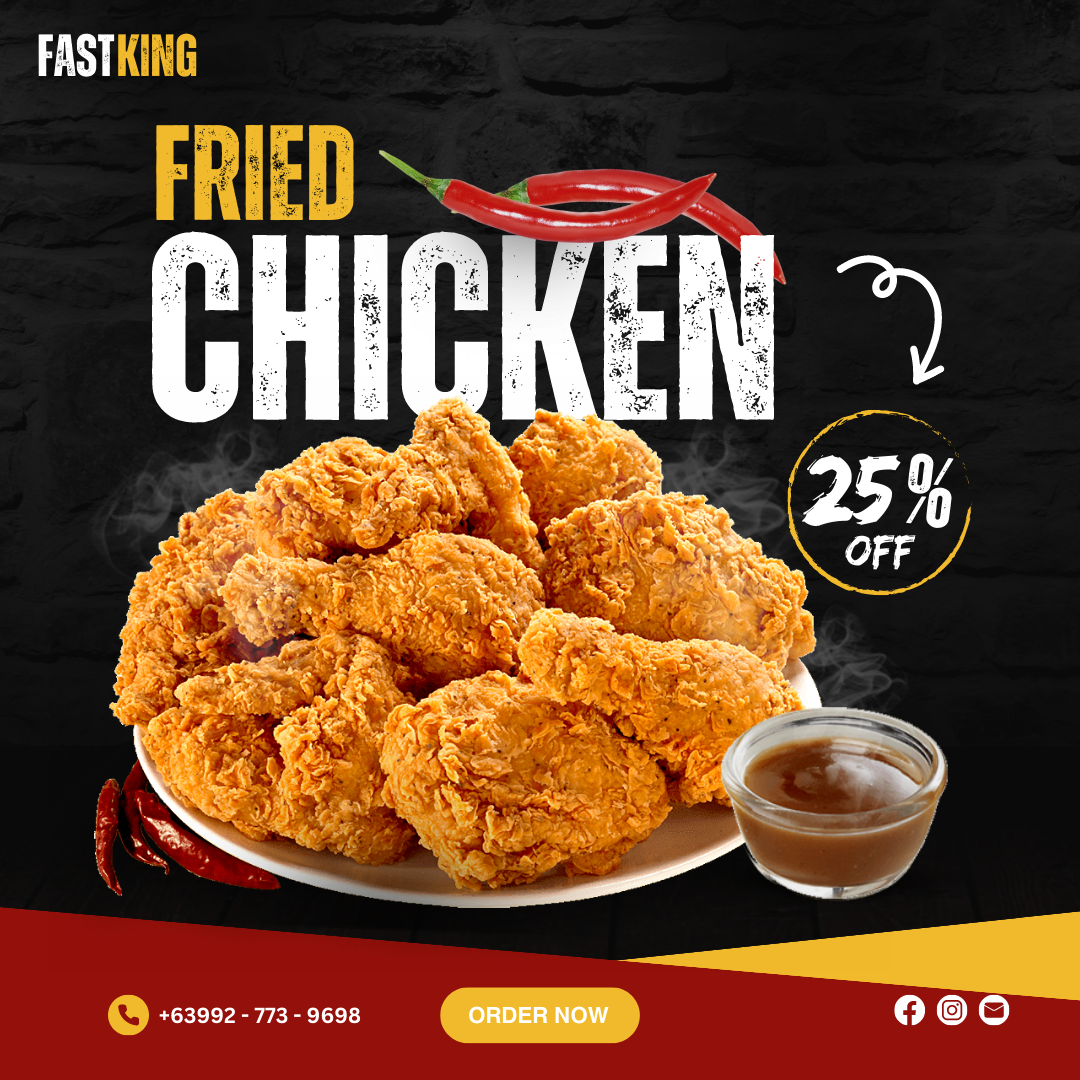 FASTKING
FRIED
CHICKEN
25%
OFF
+63992 - 773 - 9698
ORDER NOW